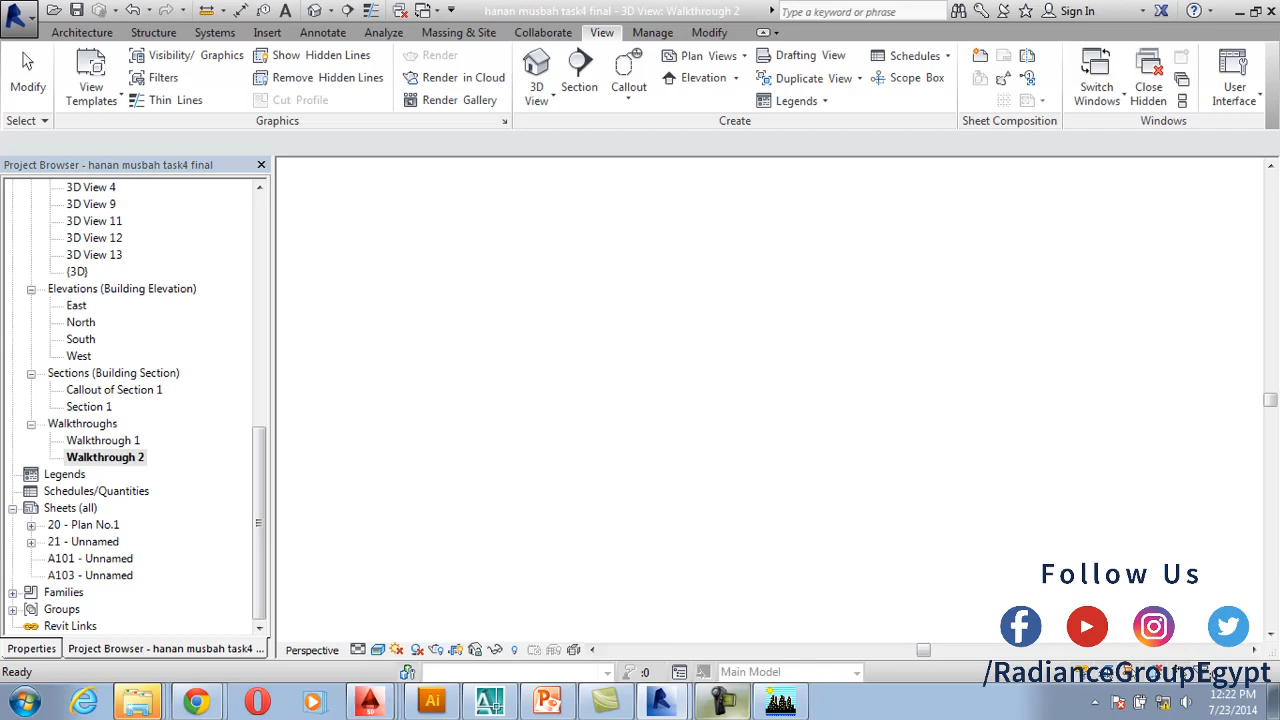 hanan musbah task4 final - 3D View: Walkthrough 2
Type a keyword or phrase
Sign In
Architecture Structure Systems Insert Annotate Analyze Massing & Site Collaborate View Manage Modify
Modify
Select
View Templates
Visibility/ Graphics
Filters
Thin Lines
Show Hidden Lines
Remove Hidden Lines
Cut Profile
Render
Render in Cloud
Render Gallery
Graphics
3D View
Section
Callout
Plan Views
Elevation
Drafting View
Duplicate View
Legends
Schedules
Scope Box
Create
Sheet Composition
Switch Windows
Close Hidden
User Interface
Windows
Project Browser - hanan musbah task4 final
3D View 4
3D View 9
3D View 11
3D View 12
3D View 13
{3D}
Elevations (Building Elevation)
East
North
South
West
Sections (Building Section)
Callout of Section 1
Section 1
Walkthroughs
Walkthrough 1
Walkthrough 2
Legends
Schedules/Quantities
Sheets (all)
20 - Plan No.1
21 - Unnamed
A101 - Unnamed
A103 - Unnamed
Families
Groups
Revit Links
Properties
Project Browser - hanan musbah task4 ...
Perspective
Follow Us
/RadianceGroupEgypt
Ready
:0
Main Model
12:22 PM
7/23/2014